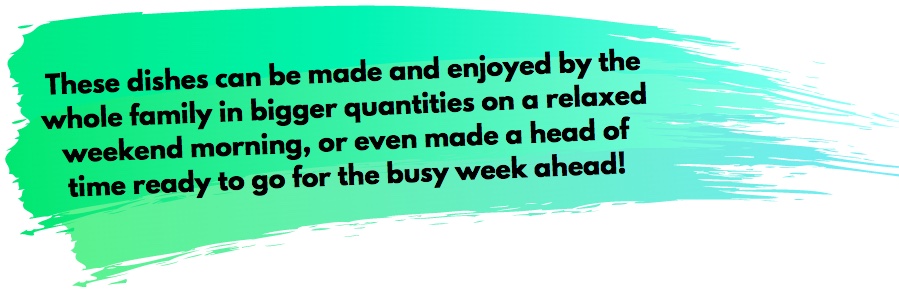 These dishes can be made and enjoyed by the
whole family in bigger quantities on a relaxed
weekend morning, or even made a head of
time ready to go for the busy week ahead!